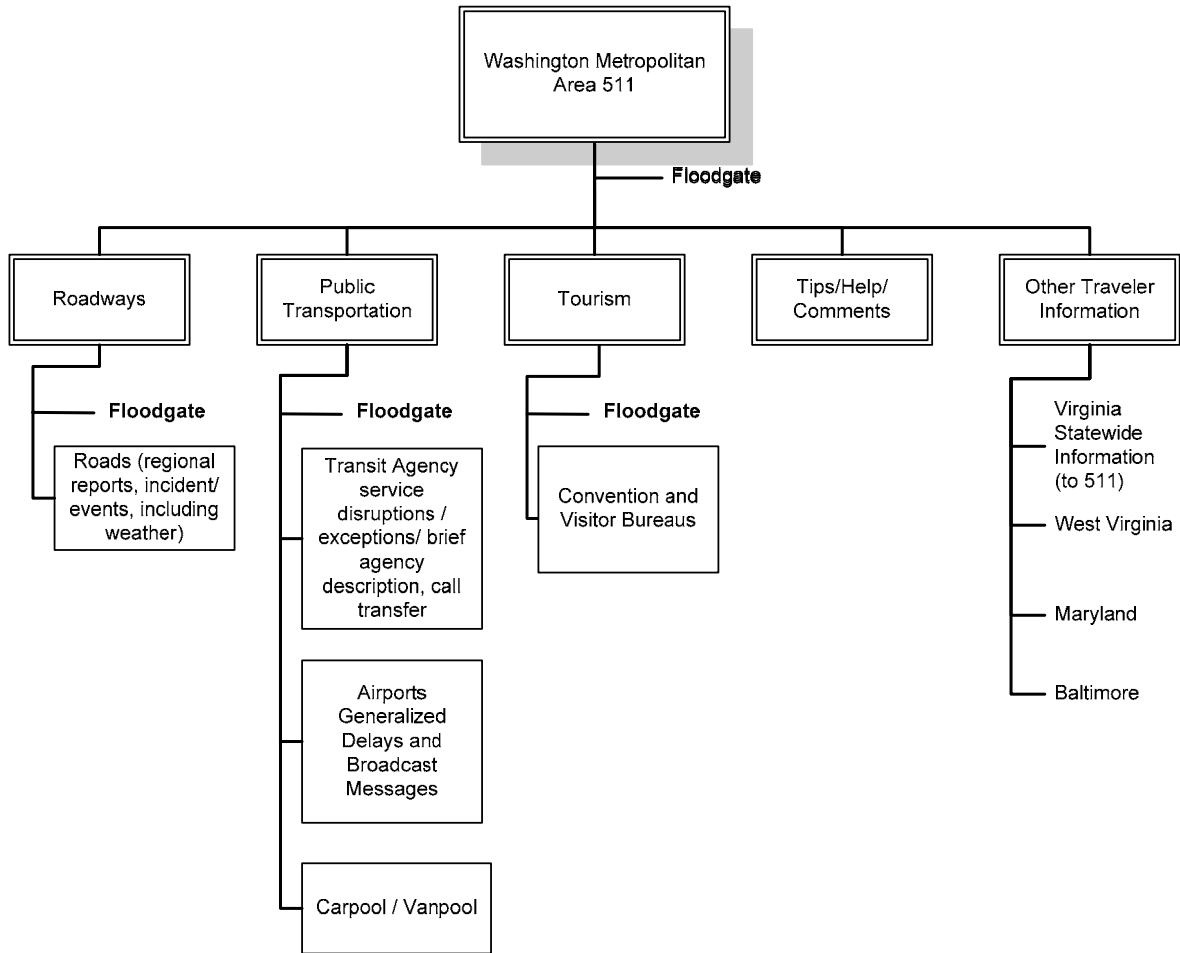 Washington Metropolitan
Area 511
Floodgate
Roadways
Public
Transportation
Tourism
Tips/Help/
Comments
Other Traveler
Information
Floodgate
Roads (regional
reports, incident/
events, including
weather)
Floodgate
Transit Agency
service
disruptions /
exceptions/ brief
agency
description, call
transfer
Airports
Generalized
Delays and
Broadcast
Messages
Carpool / Vanpool
Floodgate
Convention and
Visitor Bureaus
Virginia
Statewide
Information
(to 511)
West Virginia
Maryland
Baltimore